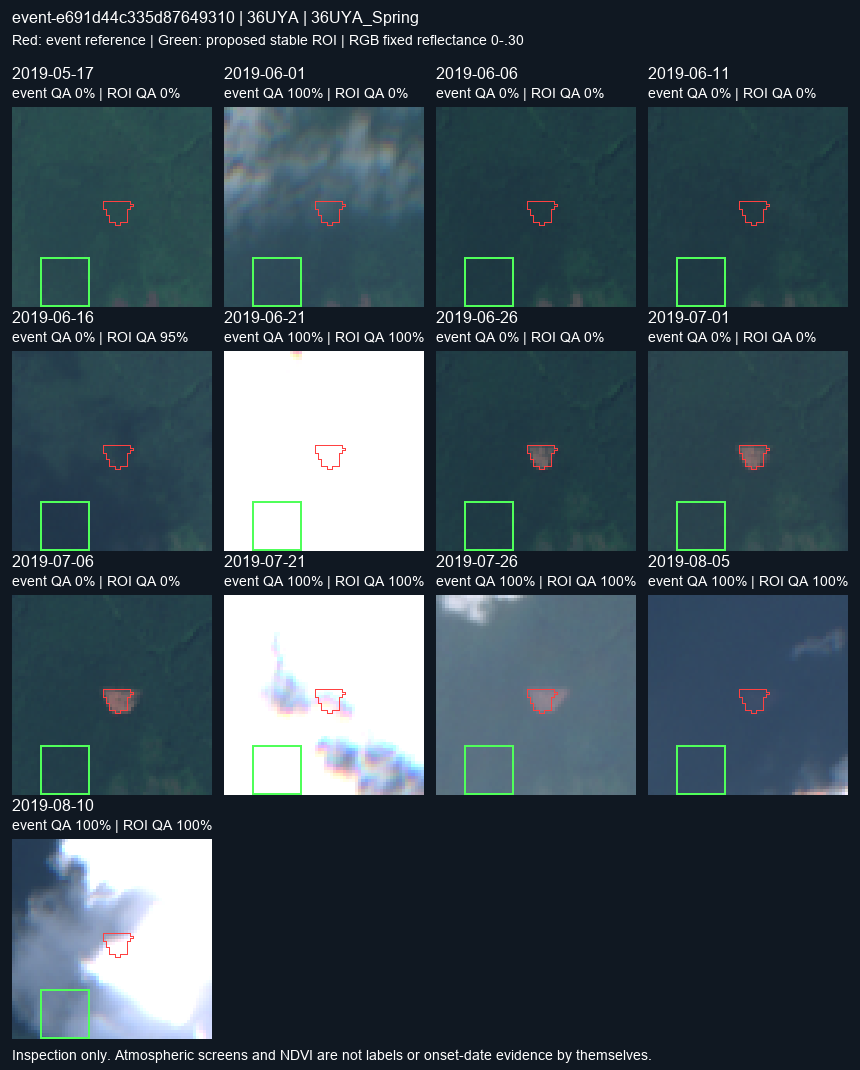 event-e691d44c335d87649310 | 36UYA | 36UYA_Spring
Red: event reference | Green: proposed stable ROI | RGB fixed reflectance 0-.30
2019-05-17
event QA 0% | ROI QA 0%
2019-06-01
event QA 100% | ROI QA 0%
2019-06-06
event QA 0% | ROI QA 0%
2019-06-11
event QA 0% | ROI QA 0%
2019-06-16
event QA 0% | ROI QA 95%
2019-06-21
event QA 100% | ROI QA 100%
2019-06-26
event QA 0% | ROI QA 0%
2019-07-01
event QA 0% | ROI QA 0%
2019-07-06
event QA 0% | ROI QA 0%
2019-07-21
event QA 100% | ROI QA 100%
2019-07-26
event QA 100% | ROI QA 100%
2019-08-05
event QA 100% | ROI QA 100%
2019-08-10
event QA 100% | ROI QA 100%
Inspection only. Atmospheric screens and NDVI are not labels or onset-date evidence by themselves.